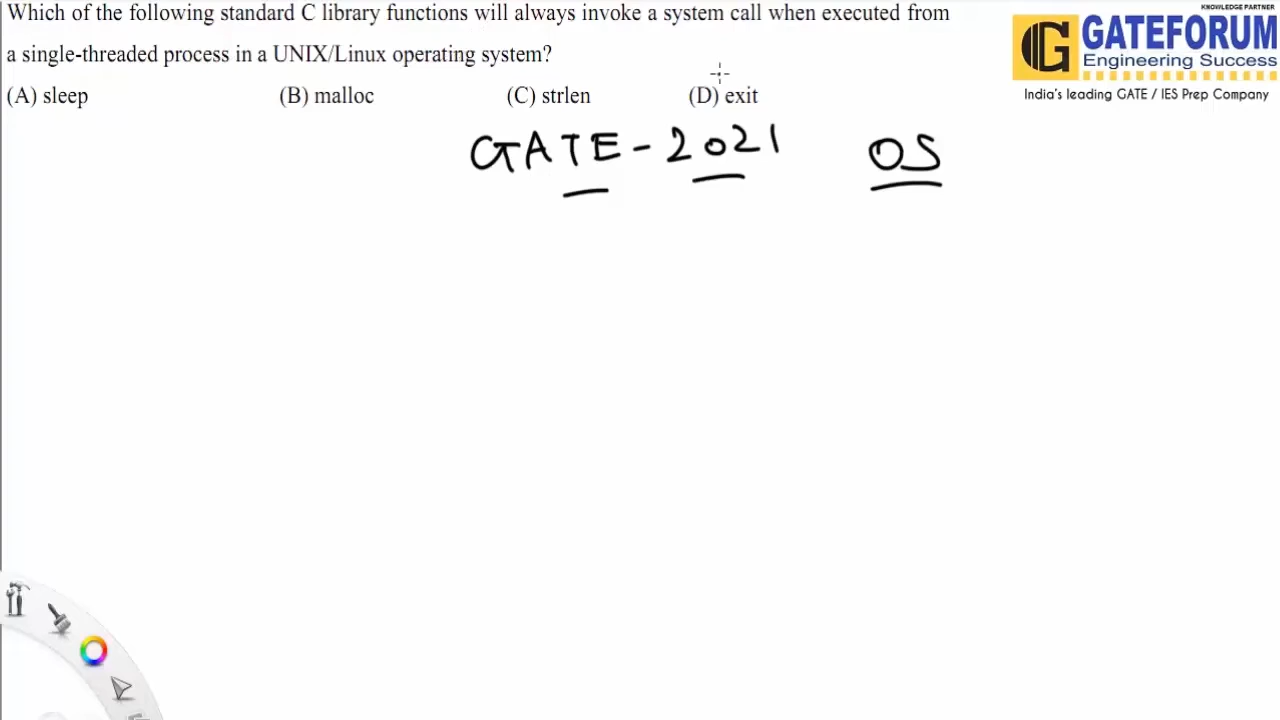 Which of the following standard C library functions will always invoke a system call when executed from
a single-threaded process in a UNIX/Linux operating system?
(A) sleep (B) malloc (C) strlen (D) exit
GATE - 2021 OS
KNOWLEDGE PARTNER
G GATEFORUM
Engineering Success
India's leading GATE / IES Prep Company